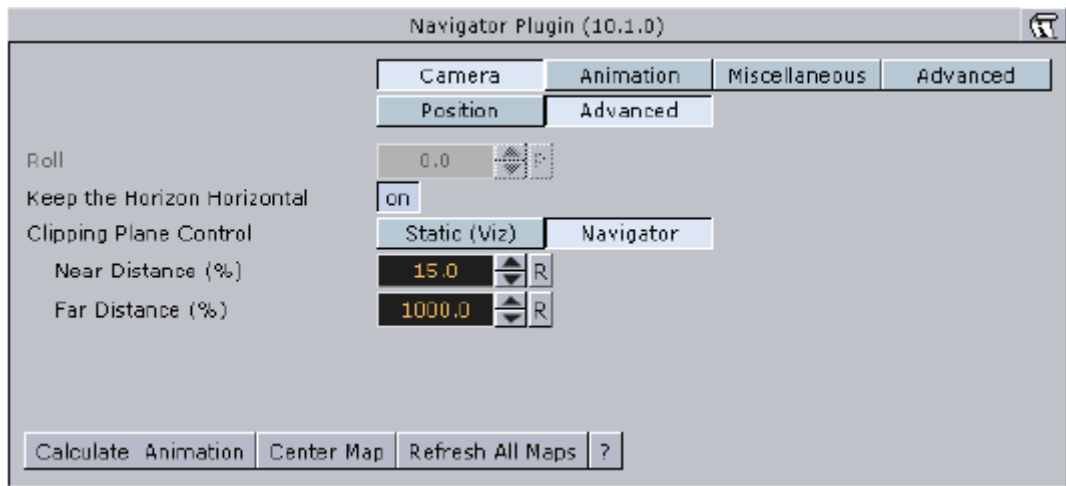 Navigator Plugin (10.1.0)
Camera Animation Miscellaneous Advanced
Position Advanced
Roll 0.0 R
Keep the Horizon Horizontal on
Clipping Plane Control Static (Viz) Navigator
Near Distance (%) 15.0 R
Far Distance (%) 1000.0 R
Calculate Animation Center Map Refresh All Maps ?